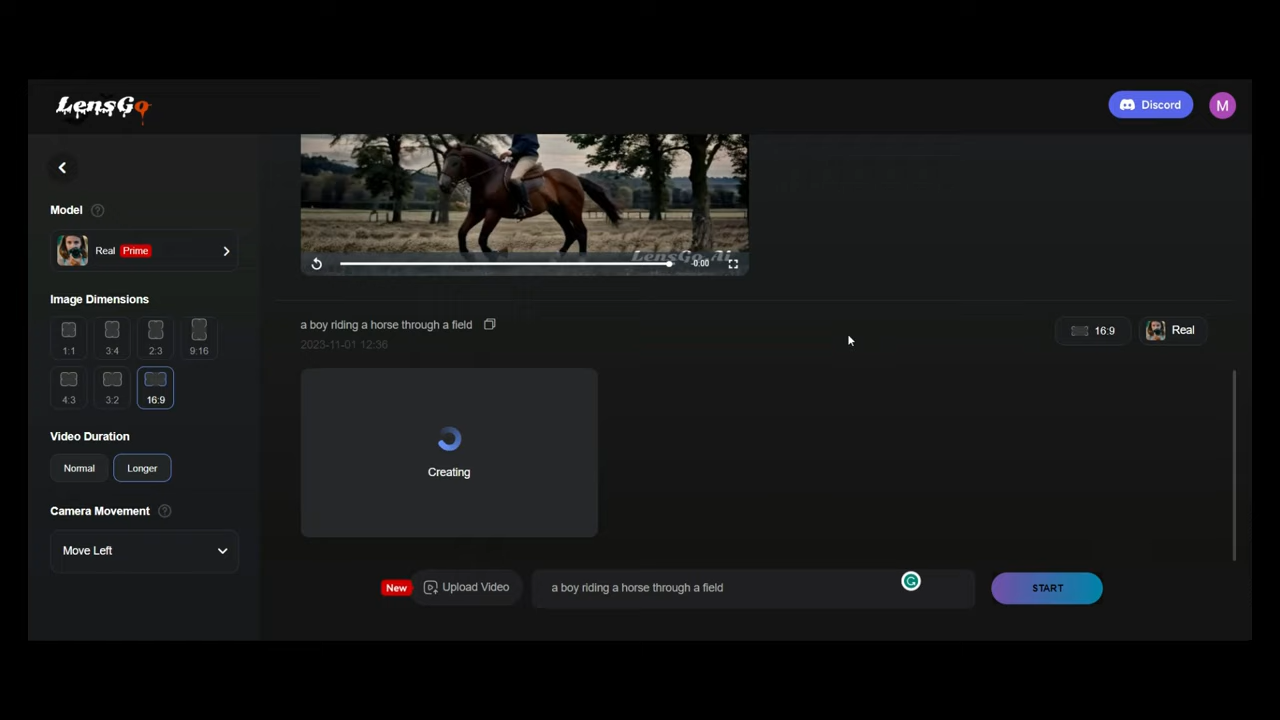 LensGo
Discord
M
Model ?
Real Prime
Image Dimensions
1:1
3:4
2:3
9:16
4:3
3:2
16:9
Video Duration
Normal
Longer
Camera Movement ?
Move Left
LensGo.AI
-0:00
a boy riding a horse through a field
2023-11-01 12:36
16:9
Real
Creating
New
Upload Video
a boy riding a horse through a field
START